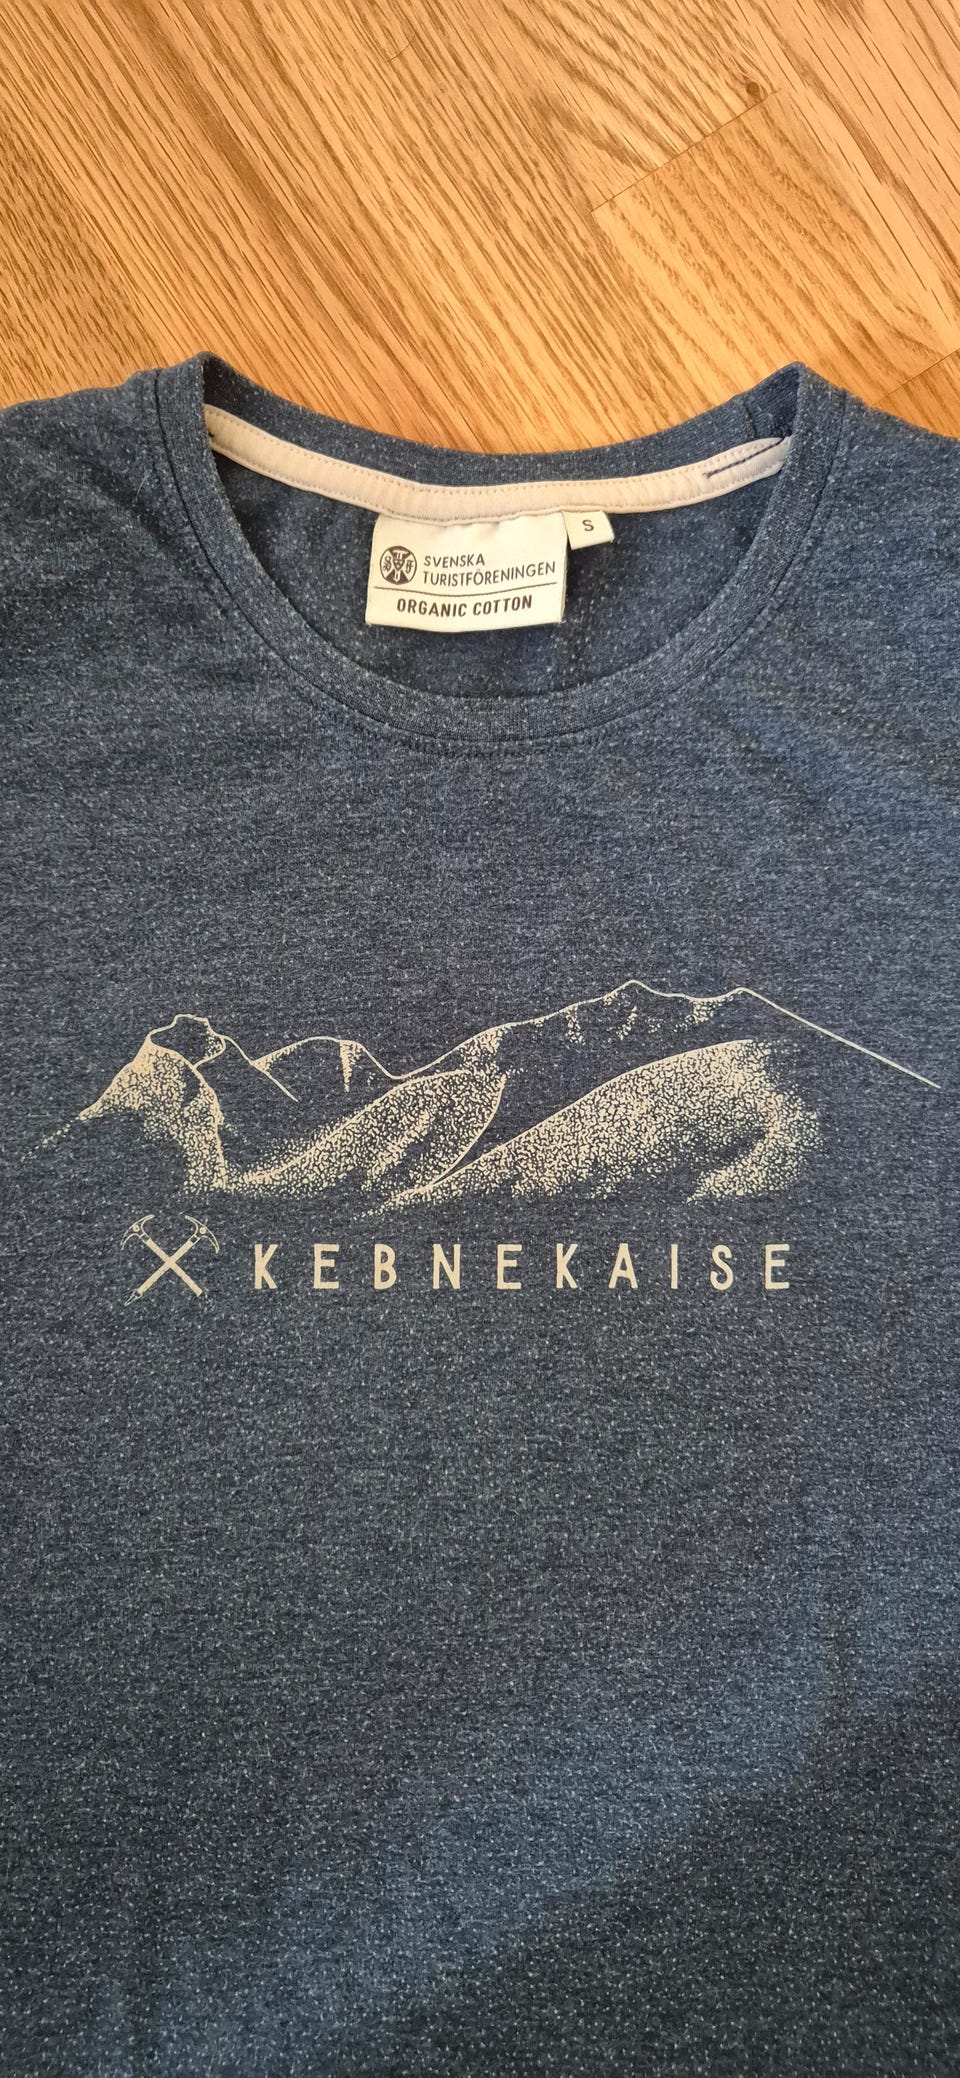 S
SVENSKA
TURISTFÖRENINGEN
ORGANIC COTTON
KEBNEKAISE